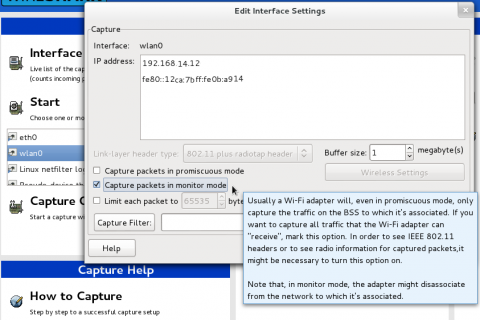 Edit Interface Settings
Capture
Interface: wlan0
IP address: 192.168.14.12
fe80::12ca:7bff:fe0b:a914
Link-layer header type: 802.11 plus radiotap header
Buffer size: 1 megabyte(s)
Wireless Settings
Capture packets in promiscuous mode
Capture packets in monitor mode
Limit each packet to 65535 byte
Capture Filter:
Help
Usually a Wi-Fi adapter will, even in promiscuous mode, only
capture the traffic on the BSS to which it's associated. If you
want to capture all traffic that the Wi-Fi adapter can
"receive", mark this option. In order to see IEEE 802.11
headers or to see radio information for captured packets,it
might be necessary to turn this option on.
Note that, in monitor mode, the adapter might disassociate
from the network to which it's associated.
Interface
Live list of the cap
(counts incoming p
Start
Choose one or mo
eth0
wlan0
Linux netfilter lo
Capture
Start a capture w
Capture Help
How to Capture
Step by step to a successful capture setup